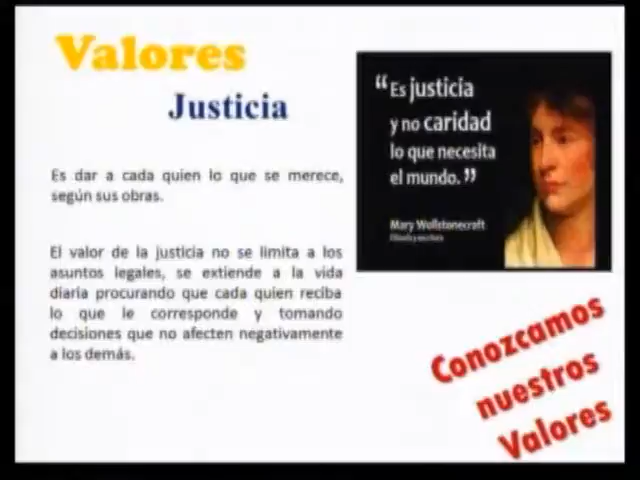 Valores
Justicia
Es dar a cada quien lo que se merece,
según sus obras.
El valor de la justicia no se limita a los
asuntos legales, se extiende a la vida
diaria procurando que cada quien reciba
lo que le corresponde y tomando
decisiones que no afecten negativamente
a los demás.
“Es justicia
y no caridad
lo que necesita
el mundo.”
Mary Wollstonecraft
Filósofa y escritora
Conozcamos
nuestros
Valores